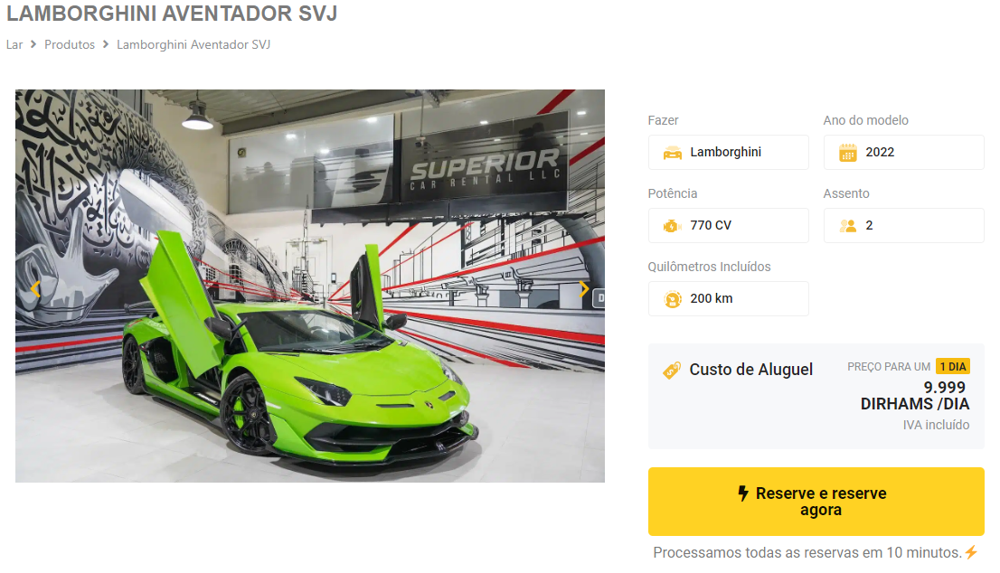 LAMBORGHINI AVENTADOR SVJ
Lar > Produtos > Lamborghini Aventador SVJ
SUPERIOR
CAR RENTAL LLC
Fazer
Ano do modelo
Lamborghini
2022
Potência
Assento
770 CV
2
Quilômetros Incluídos
200 km
Custo de Aluguel
PREÇO PARA UM 1 DIA
9.999
DIRHAMS /DIA
IVA incluído
Reserve e reserve
agora
Processamos todas as reservas em 10 minutos.⚡